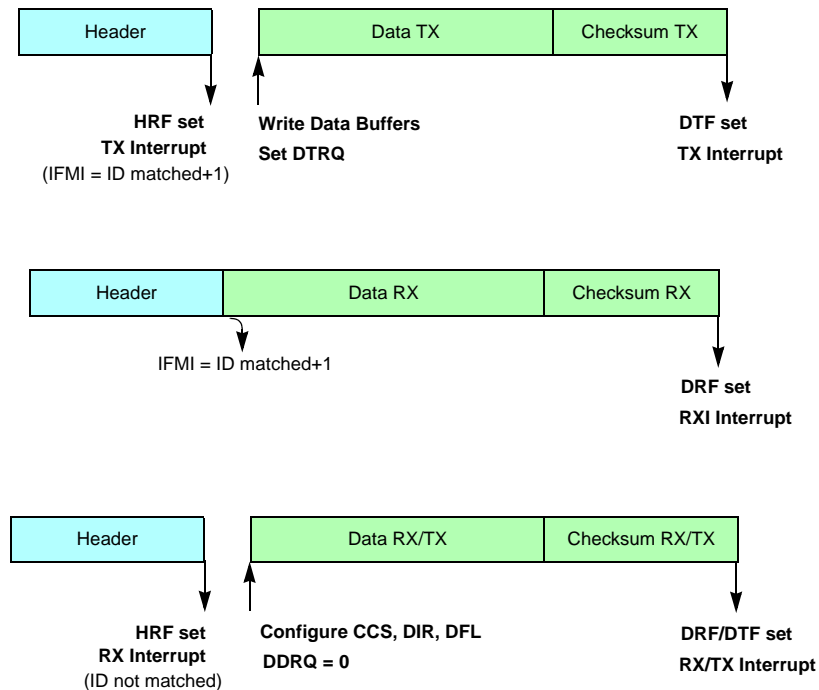 Header
Data TX
Checksum TX
HRF set
TX Interrupt
(IFMI = ID matched+1)
Write Data Buffers
Set DTRQ
DTF set
TX Interrupt
Header
Data RX
Checksum RX
IFMI = ID matched+1
DRF set
RXI Interrupt
Header
Data RX/TX
Checksum RX/TX
HRF set
RX Interrupt
(ID not matched)
Configure CCS, DIR, DFL
DDRQ = 0
DRF/DTF set
RX/TX Interrupt